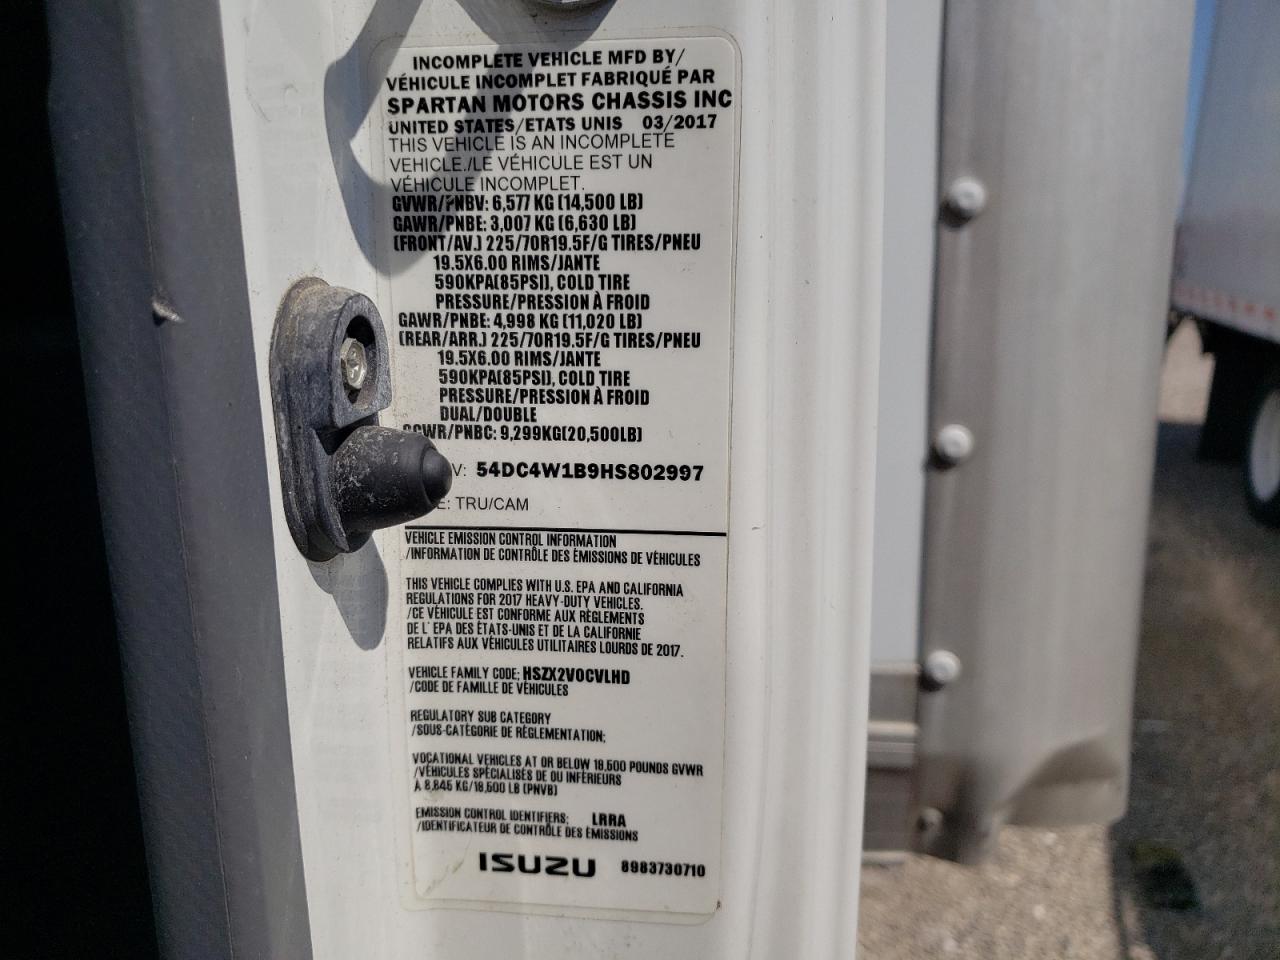 INCOMPLETE VEHICLE MFD BY/
VÉHICULE INCOMPLET FABRIQUÉ PAR
SPARTAN MOTORS CHASSIS INC
UNITED STATES/ETATS UNIS 03/2017
THIS VEHICLE IS AN INCOMPLETE
VEHICLE./LE VÉHICULE EST UN
VÉHICULE INCOMPLET.
GVWR/PNBV: 6,577 KG (14,500 LB)
GAWR/PNBE: 3,007 KG (6,630 LB)
(FRONT/AV.) 225/70R19.5F/G TIRES/PNEU
19.5X6.00 RIMS/JANTE
590KPA(85PSI), COLD TIRE
PRESSURE/PRESSION À FROID
GAWR/PNBE: 4,998 KG (11,020 LB)
(REAR/ARR.) 225/70R19.5F/G TIRES/PNEU
19.5X6.00 RIMS/JANTE
590KPA(85PSI), COLD TIRE
PRESSURE/PRESSION À FROID
DUAL/DOUBLE
GCWR/PNBC: 9,299KG(20,500LB)
V: 54DC4W1B9HS802997
E: TRU/CAM
VEHICLE EMISSION CONTROL INFORMATION
/INFORMATION DE CONTRÔLE DES ÉMISSIONS DE VÉHICULES
THIS VEHICLE COMPLIES WITH U.S. EPA AND CALIFORNIA
REGULATIONS FOR 2017 HEAVY-DUTY VEHICLES.
/CE VÉHICULE EST CONFORME AUX RÈGLEMENTS
DE L' EPA DES ÉTATS-UNIS ET DE LA CALIFORNIE
RELATIFS AUX VÉHICULES UTILITAIRES LOURDS DE 2017.
VEHICLE FAMILY CODE: HSZX2VOCVLHD
/CODE DE FAMILLE DE VÉHICULES
REGULATORY SUB CATEGORY
/SOUS-CATÉGORIE DE RÉGLEMENTATION:
VOCATIONAL VEHICLES AT OR BELOW 19,500 POUNDS GVWR
/VÉHICULES SPÉCIALISÉS DE OU INFÉRIEURS
À 8,845 KG/19,500 LB (PNVB)
EMISSION CONTROL IDENTIFIERS: LRRA
/IDENTIFICATEUR DE CONTRÔLE DES ÉMISSIONS
ISUZU 8983730710